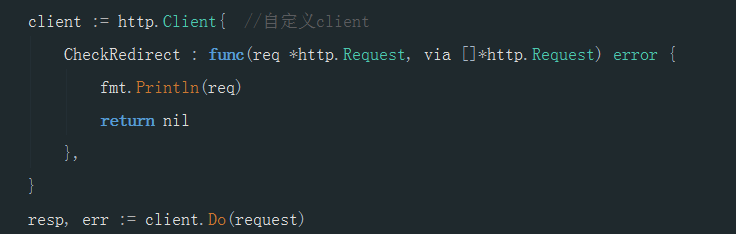 client := http.Client{  //自定义client
    CheckRedirect : func(req *http.Request, via []*http.Request) error {
        fmt.Println(req)
        return nil
    },
}
resp, err := client.Do(request)